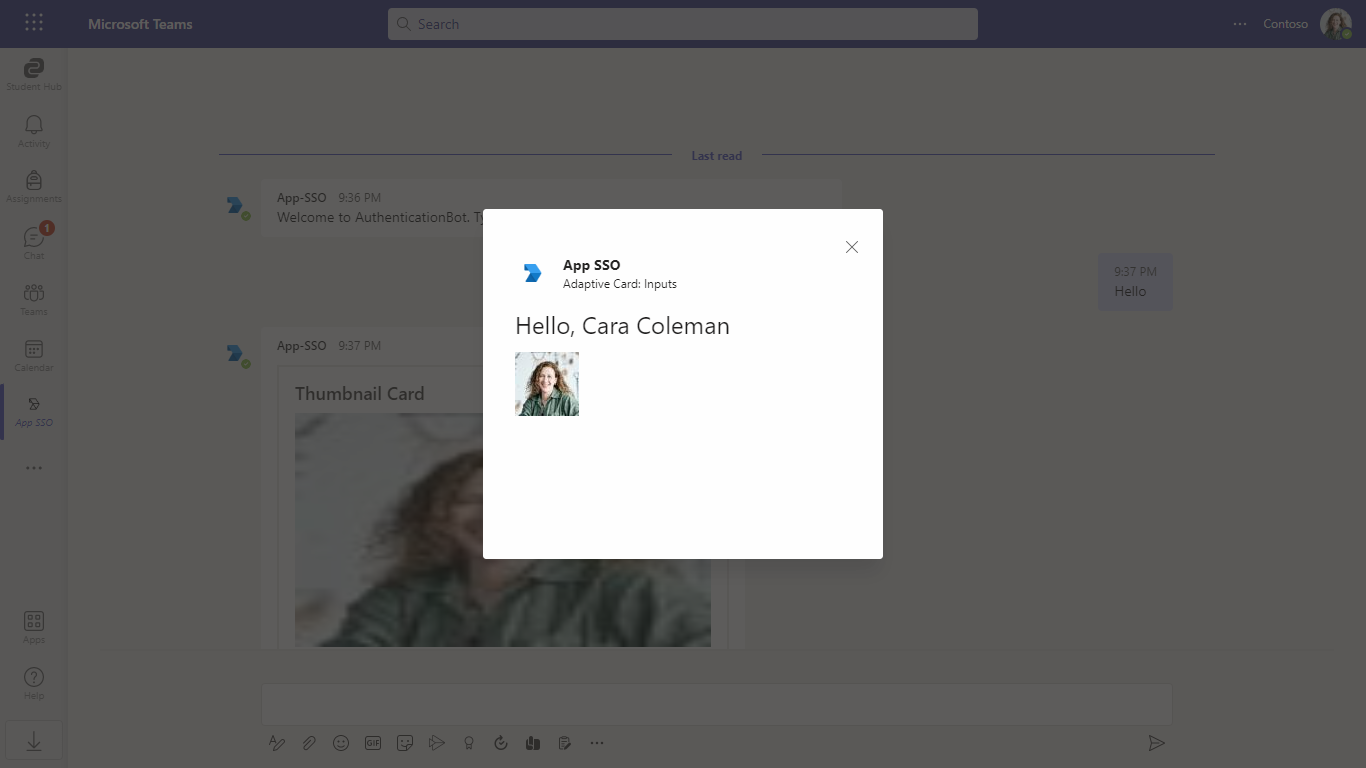 Microsoft Teams
Search
Contoso
Student Hub
Activity
Assignments
1
Chat
Teams
Calendar
App SSO
Apps
Help
Last read
App-SSO 9:36 PM
Welcome to AuthenticationBot. Ty
9:37 PM
Hello
App-SSO 9:37 PM
Thumbnail Card
App SSO
Adaptive Card: Inputs
Hello, Cara Coleman
GIF